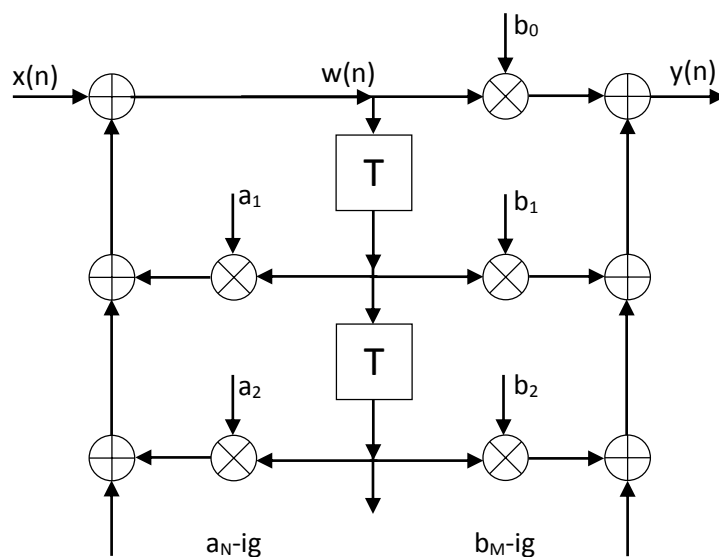 b₀
x(n) w(n) y(n)
T
a₁ b₁
T
a₂ b₂
a_N-ig b_M-ig